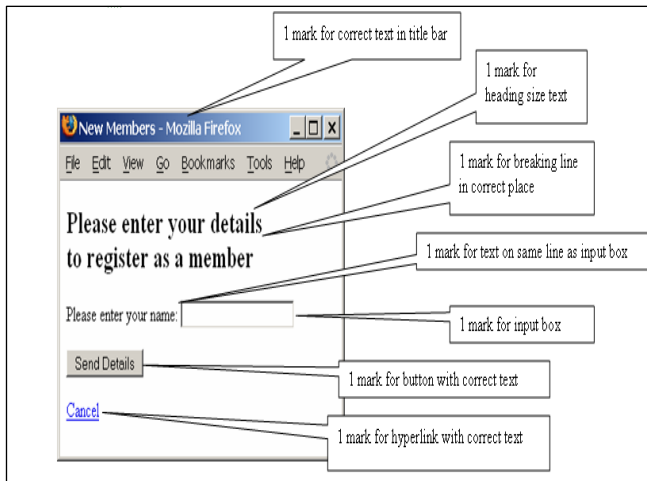 1 mark for correct text in title bar
1 mark for
heading size text
New Members - Mozilla Firefox
File Edit View Go Bookmarks Tools Help
1 mark for breaking line
in correct place
Please enter your details
to register as a member
1 mark for text on same line as input box
Please enter your name:
1 mark for input box
Send Details
1 mark for button with correct text
Cancel
1 mark for hyperlink with correct text